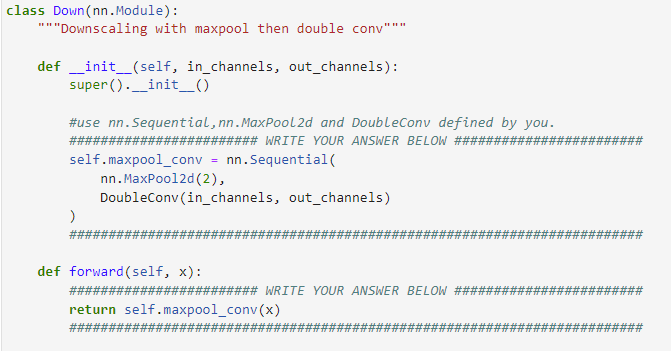 class Down(nn.Module):
    """Downscaling with maxpool then double conv"""
    def __init__(self, in_channels, out_channels):
        super().__init__()
        #use nn.Sequential,nn.MaxPool2d and DoubleConv defined by you.
        ######################## WRITE YOUR ANSWER BELOW ########################
        self.maxpool_conv = nn.Sequential(
            nn.MaxPool2d(2),
            DoubleConv(in_channels, out_channels)
        )
        #########################################################################
    def forward(self, x):
        ######################## WRITE YOUR ANSWER BELOW ########################
        return self.maxpool_conv(x)
        #########################################################################